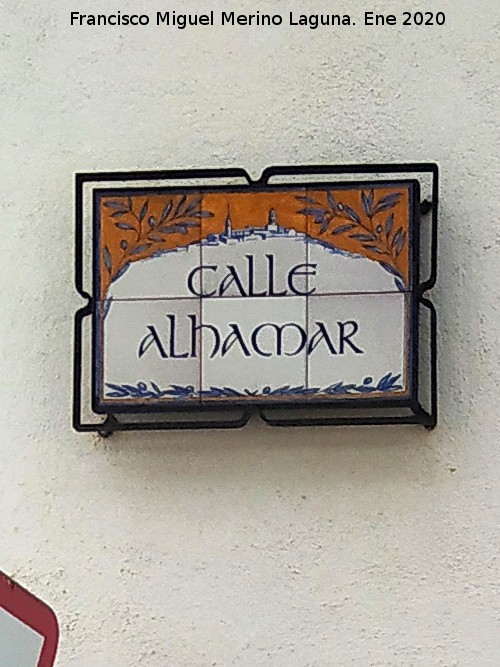 Francisco Miguel Merino Laguna. Ene 2020
CALLE
ALHAMAR